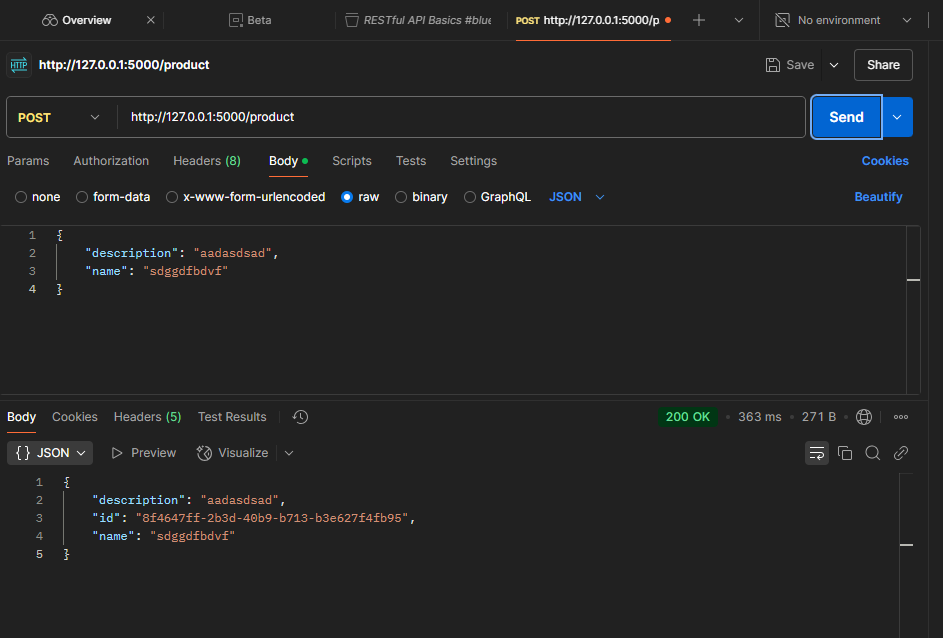 Overview Beta RESTful API Basics #blue POST http://127.0.0.1:5000/p No environment
HTTP http://127.0.0.1:5000/product Save Share
POST http://127.0.0.1:5000/product Send
Params Authorization Headers (8) Body Scripts Tests Settings Cookies
none form-data x-www-form-urlencoded raw binary GraphQL JSON Beautify
1 {
2 "description": "aadasdsad",
3 "name": "sdggdfbdvf"
4 }
Body Cookies Headers (5) Test Results 200 OK 363 ms 271 B
{} JSON Preview Visualize
1 {
2 "description": "aadasdsad",
3 "id": "8f4647ff-2b3d-40b9-b713-b3e627f4fb95",
4 "name": "sdggdfbdvf"
5 }